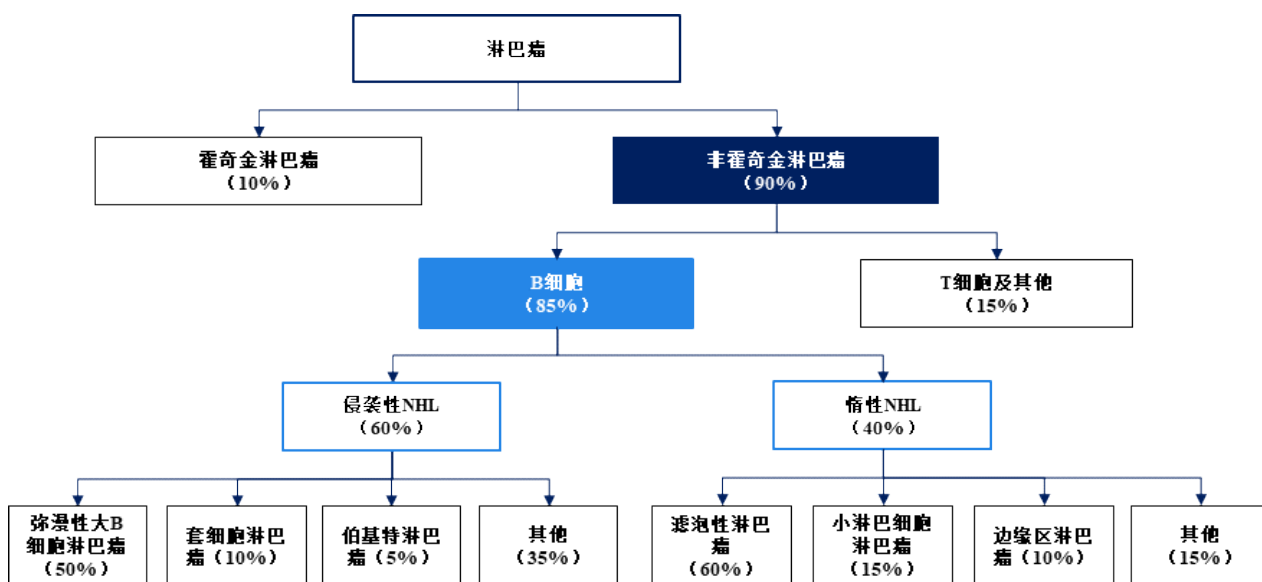 淋巴瘤
霍奇金淋巴瘤
（10%）
非霍奇金淋巴瘤
（90%）
B细胞
（85%）
T细胞及其他
（15%）
侵袭性NHL
（60%）
惰性NHL
（40%）
弥漫性大B
细胞淋巴瘤
（50%）
套细胞淋巴
瘤（10%）
伯基特淋巴
瘤（5%）
其他
（35%）
滤泡性淋巴
瘤
（60%）
小淋巴细胞
淋巴瘤
（15%）
边缘区淋巴
瘤（10%）
其他
（15%）